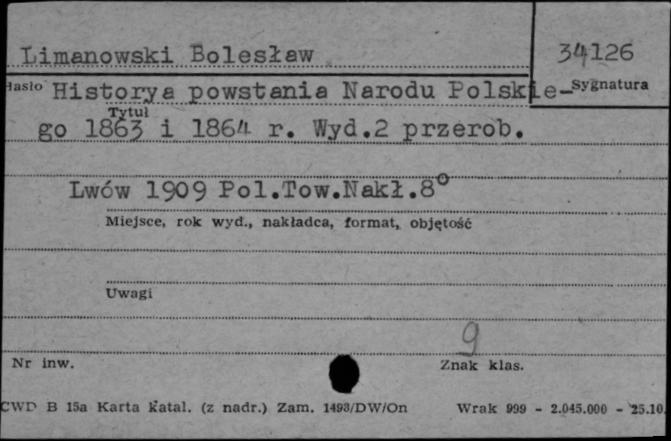 Limanowski Bolesław 34126
Hasło Historya powstania Narodu Polskie- Sygnatura
Tytuł
go 1863 i 1864 r. Wyd.2 przerob.
Lwów 1909 Pol.Tow.Nakł.8°
Miejsce, rok wyd., nakładca, format, objętość
Uwagi
9
Nr inw. Znak klas.
CWD B 15a Karta katal. (z nadr.) Zam. 1493/DW/On Wrak 999 - 2.045.000 - 25.10.